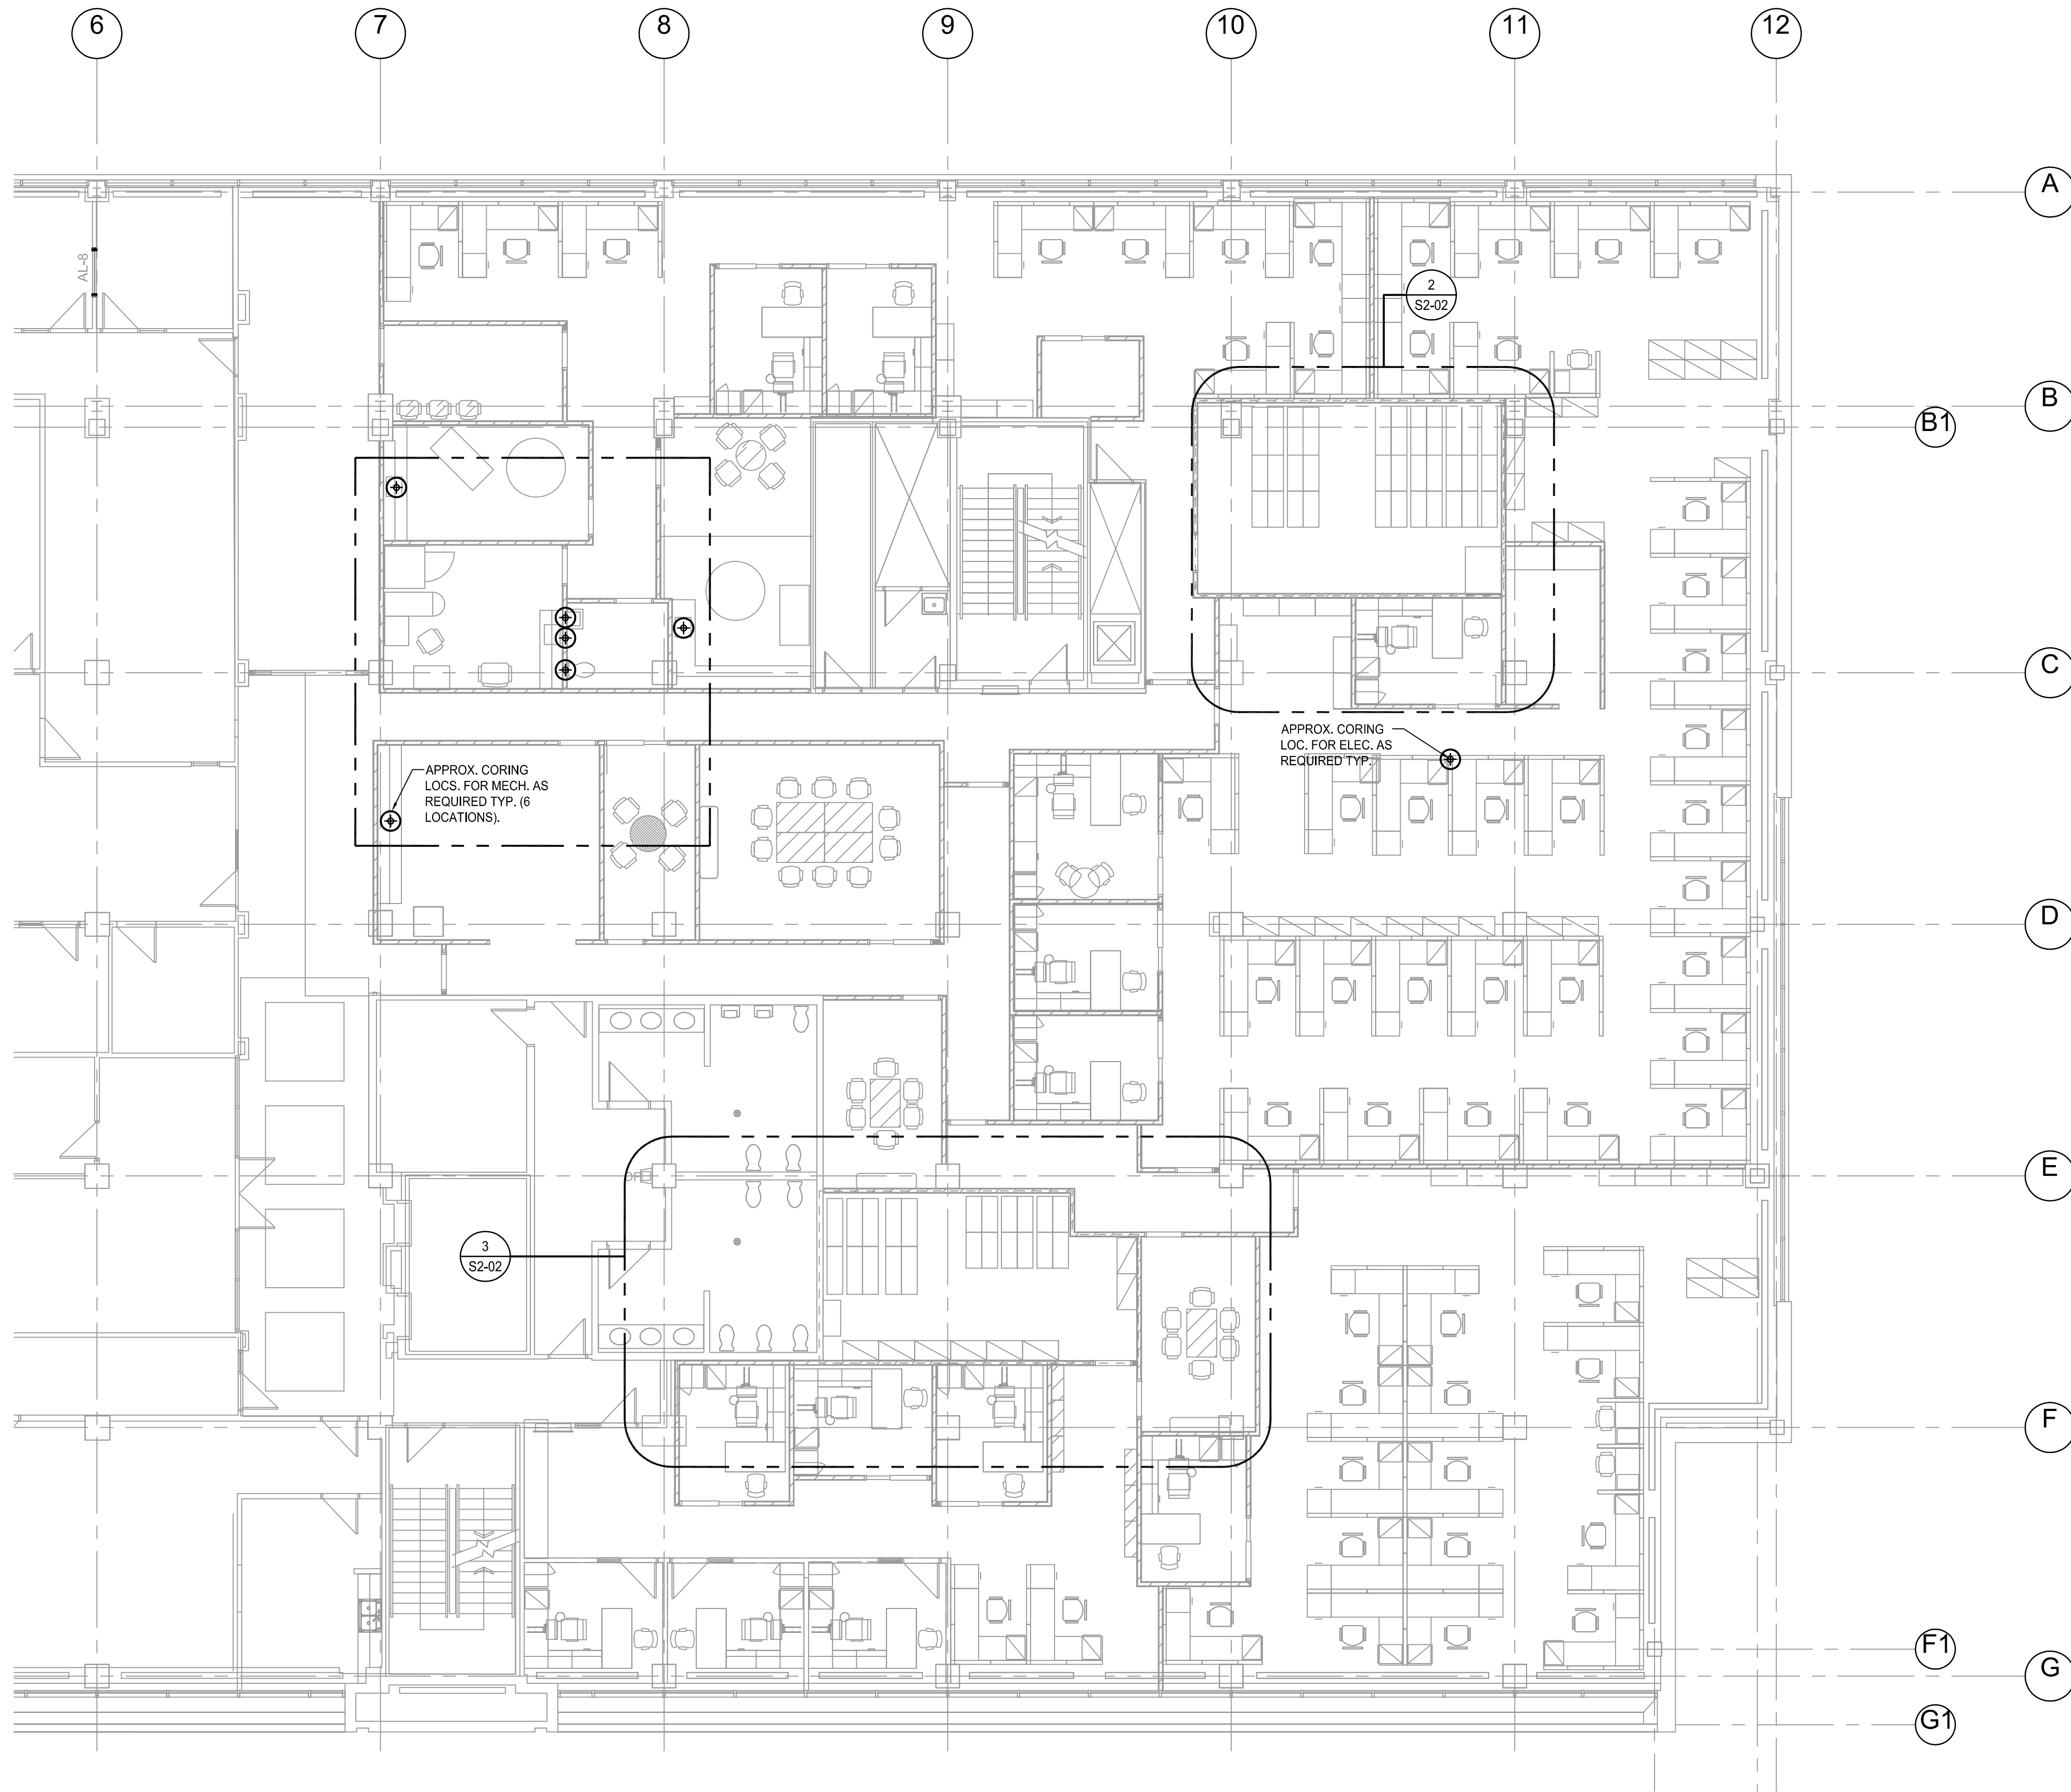 6
7
8
9
10
11
12
A
AL-8
2
S2-02
B
B1
C
APPROX. CORING
LOC. FOR ELEC. AS
REQUIRED TYP.
APPROX. CORING
LOCS. FOR MECH. AS
REQUIRED TYP. (6
LOCATIONS).
D
E
3
S2-02
F
F1
G
G1